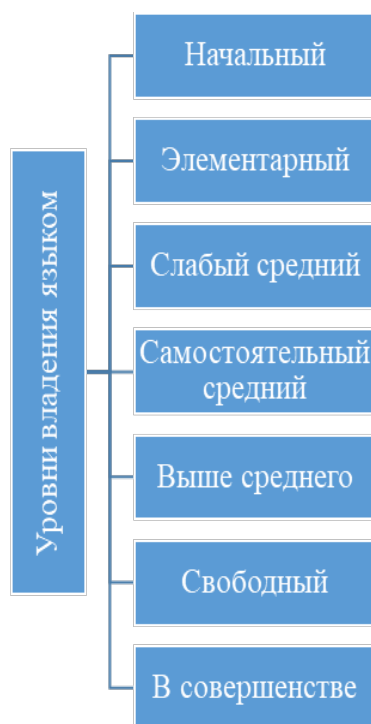 Уровни владения языком
Начальный
Элементарный
Слабый средний
Самостоятельный
средний
Выше среднего
Свободный
В совершенстве